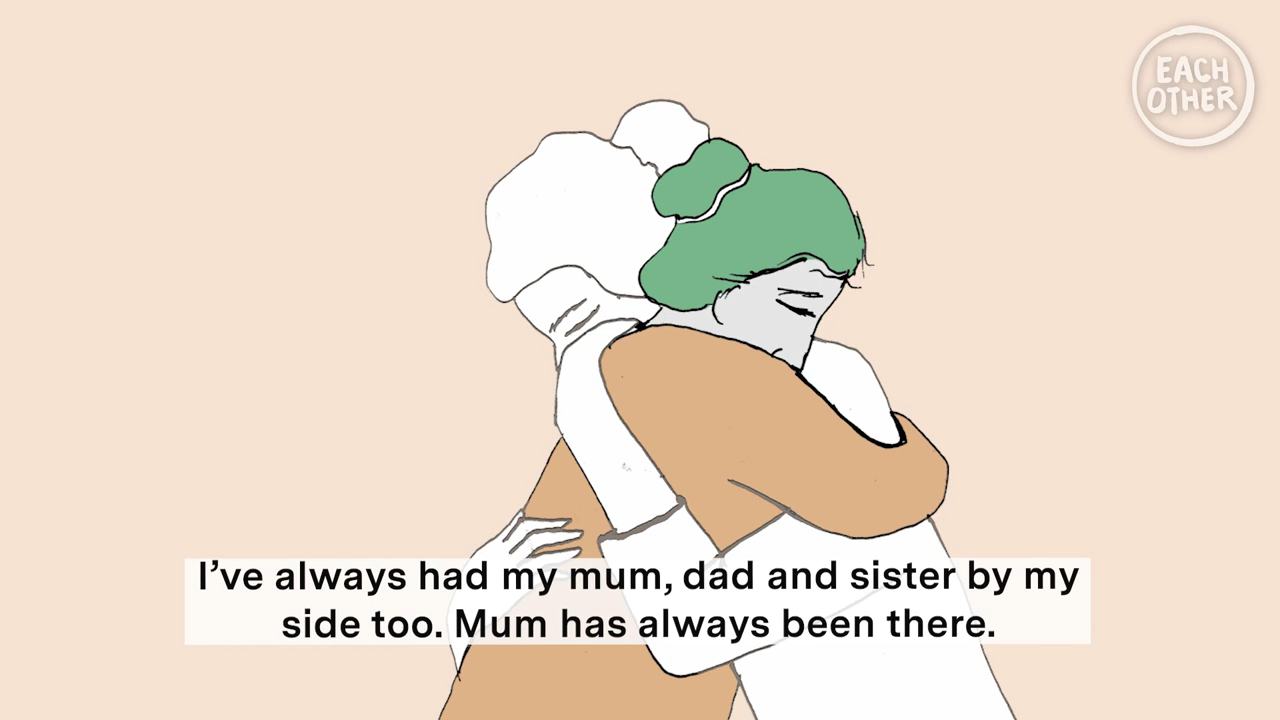 EACH
OTHER
I’ve always had my mum, dad and sister by my
side too. Mum has always been there.